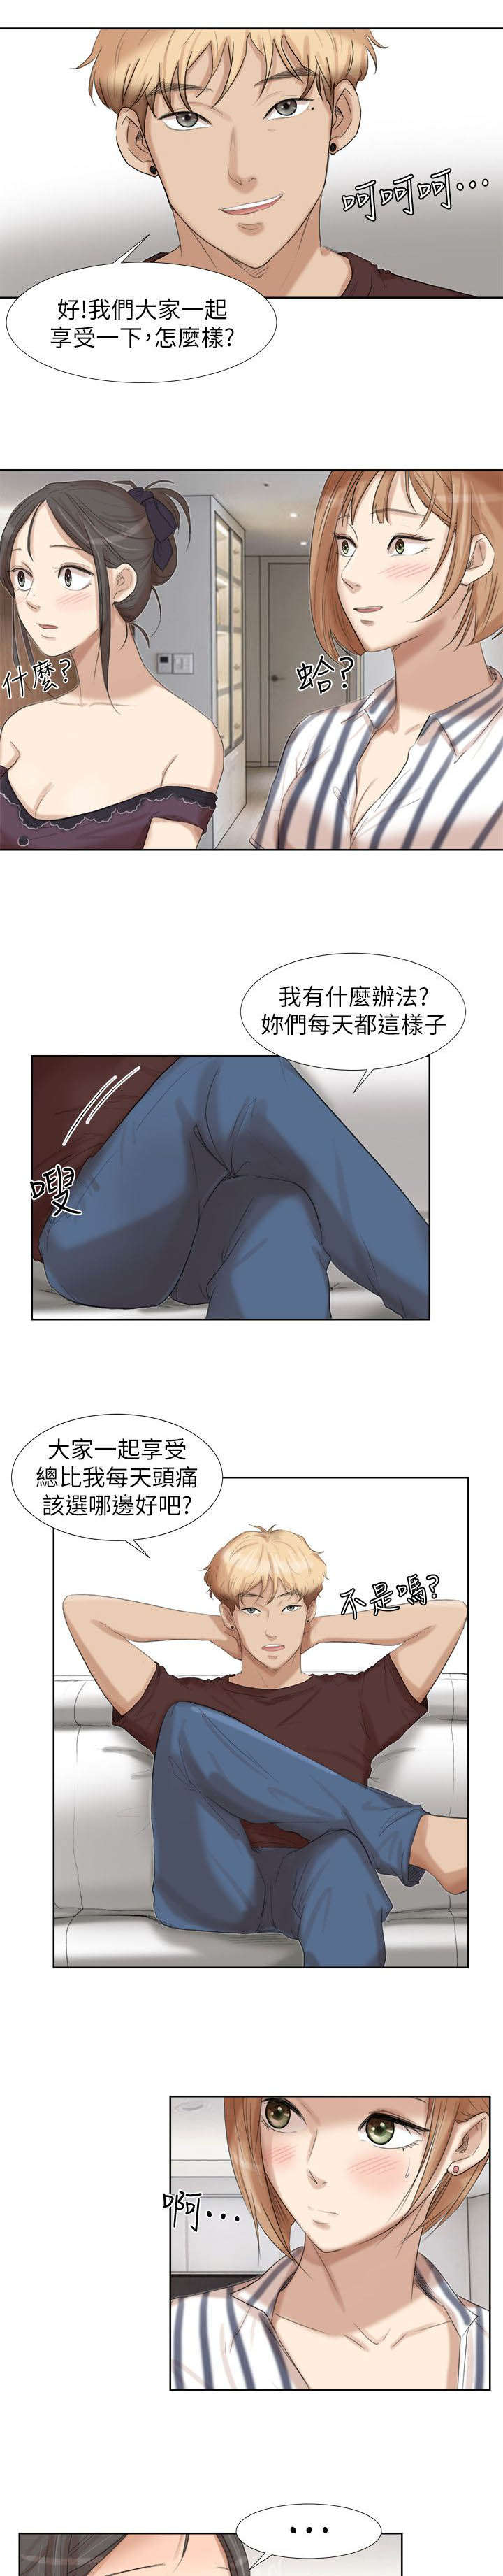 呵呵呵...
好!我們大家一起
享受一下,怎麼樣?
什麼?
蛤?
我有什麼辦法?
妳們每天都這樣子
嗖
大家一起享受
總比我每天頭痛
該選哪邊好吧?
不是嗎?
啊...
...